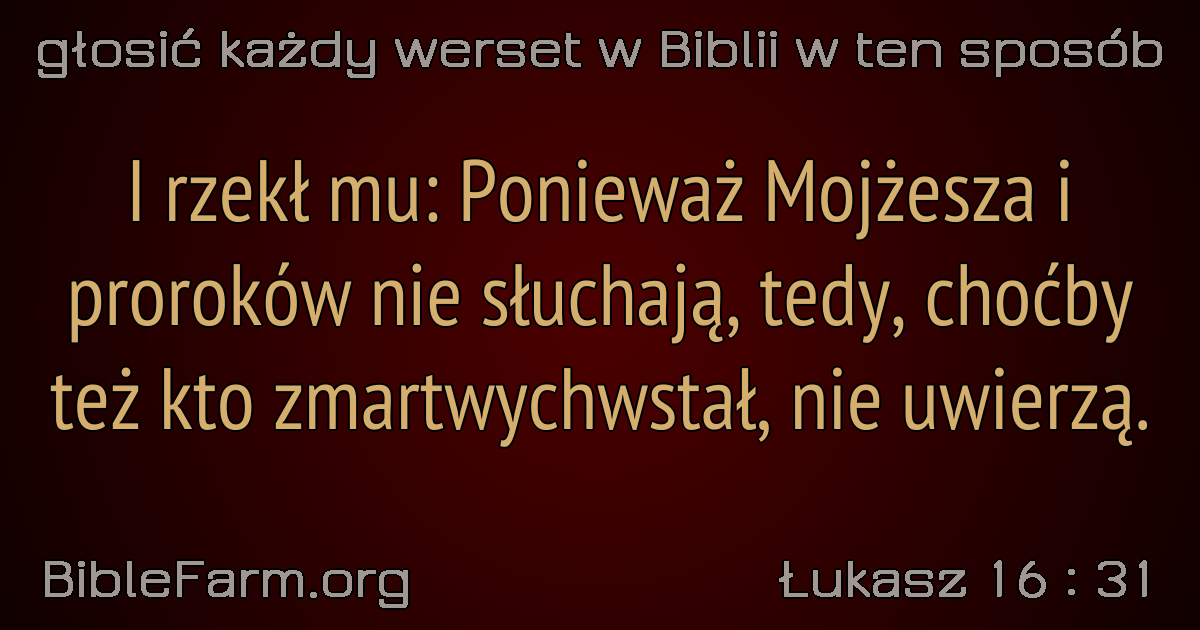 głosić każdy werset w Biblii w ten sposób
I rzekł mu: Ponieważ Mojżesza i
proroków nie słuchają, tedy, choćby
też kto zmartwychwstał, nie uwierzą.
BibleFarm.org
Łukasz 16 : 31